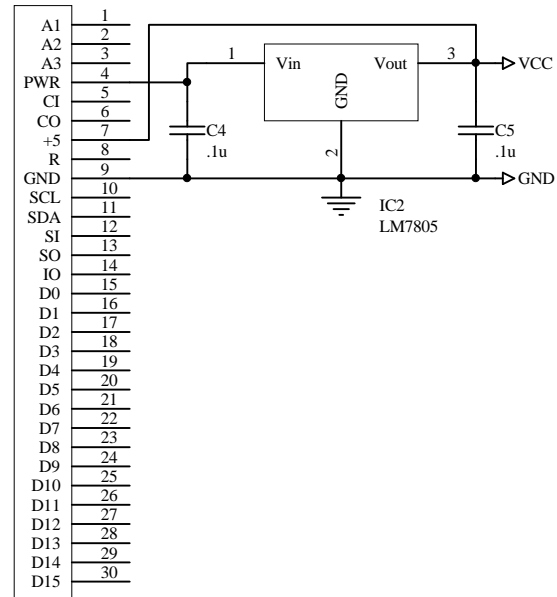 A1 1
A2 2
A3 3
PWR 4
CI 5
CO 6
+5 7
R 8
GND 9
SCL 10
SDA 11
SI 12
SO 13
IO 14
D0 15
D1 16
D2 17
D3 18
D4 19
D5 20
D6 21
D7 22
D8 23
D9 24
D10 25
D11 26
D12 27
D13 28
D14 29
D15 30
1 Vin Vout 3
GND
2
VCC
C4
.1u
C5
.1u
GND
IC2
LM7805